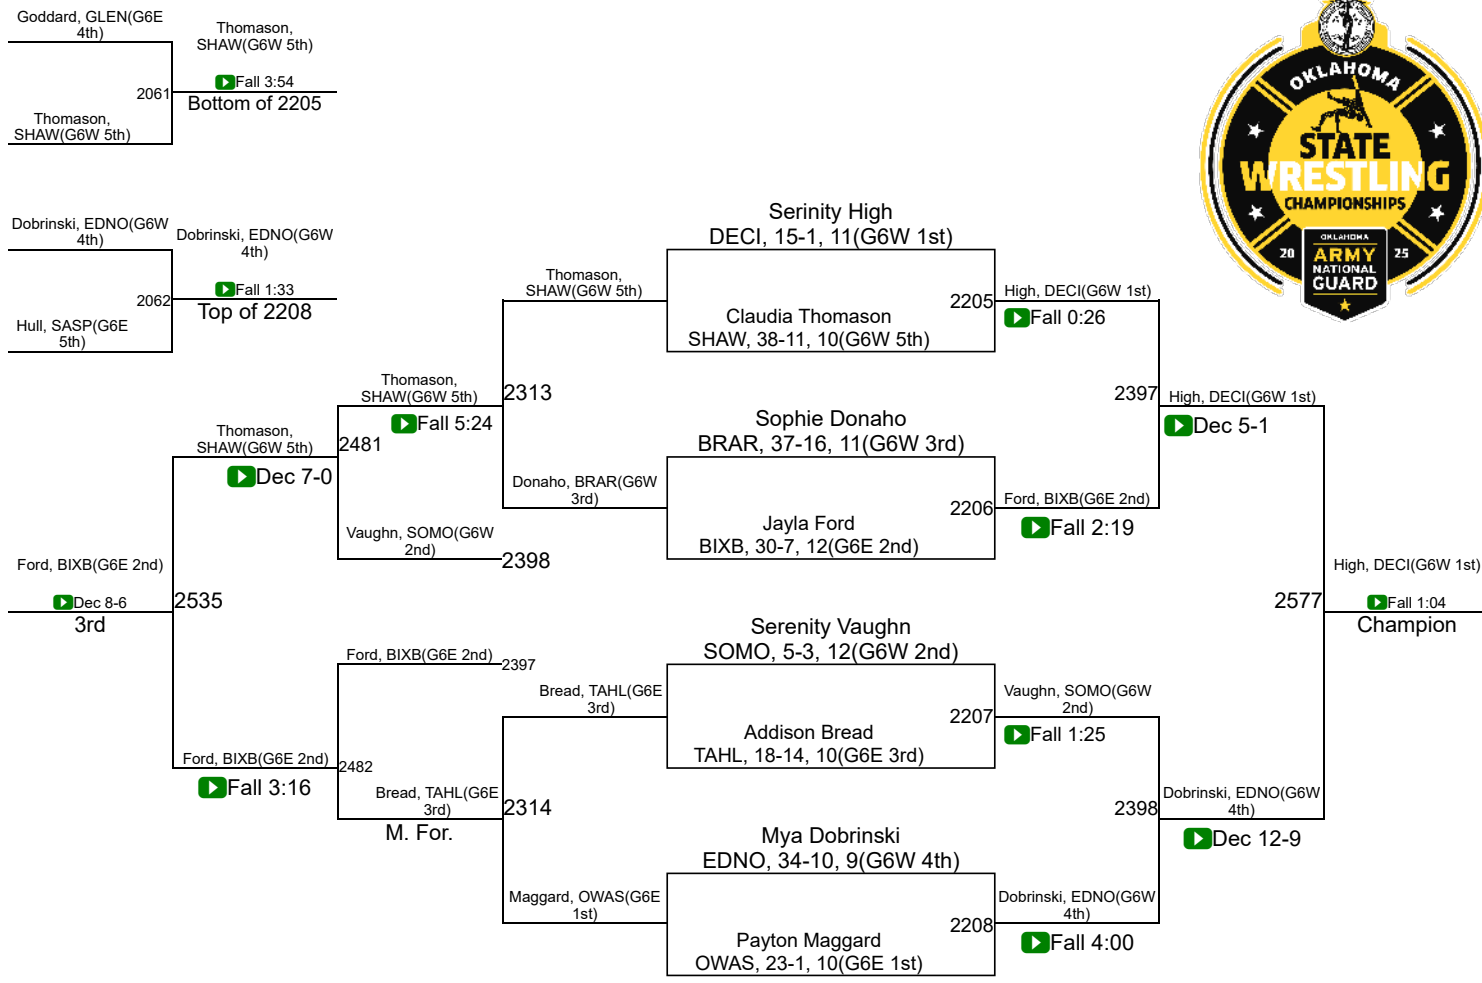 Goddard, GLEN(G6E
4th)
Thomason,
SHAW(G6W 5th)
Fall 3:54
2061
Bottom of 2205
Thomason,
SHAW(G6W 5th)
Dobrinski, EDNO(G6W
4th)
Dobrinski, EDNO(G6W
4th)
Fall 1:33
2062
Top of 2208
Hull, SASP(G6E
5th)
OKLAHOMA
STATE
WRESTLING
CHAMPIONSHIPS
OKLAHOMA
20 ARMY 25
NATIONAL
GUARD
Serinity High
DECI, 15-1, 11(G6W 1st)
Thomason,
SHAW(G6W 5th)
2205
High, DECI(G6W 1st)
Fall 0:26
Claudia Thomason
SHAW, 38-11, 10(G6W 5th)
Thomason,
SHAW(G6W 5th)
2313
Fall 5:24
2397
High, DECI(G6W 1st)
Dec 5-1
Sophie Donaho
BRAR, 37-16, 11(G6W 3rd)
Thomason,
SHAW(G6W 5th)
2481
Dec 7-0
Donaho, BRAR(G6W
3rd)
2206
Ford, BIXB(G6E 2nd)
Fall 2:19
Jayla Ford
BIXB, 30-7, 12(G6E 2nd)
Vaughn, SOMO(G6W
2nd)
2398
Ford, BIXB(G6E 2nd)
Dec 8-6
3rd
2535
2577
High, DECI(G6W 1st)
Fall 1:04
Champion
Serenity Vaughn
SOMO, 5-3, 12(G6W 2nd)
Ford, BIXB(G6E 2nd)
2397
Bread, TAHL(G6E
3rd)
2207
Vaughn, SOMO(G6W
2nd)
Fall 1:25
Addison Bread
TAHL, 18-14, 10(G6E 3rd)
Ford, BIXB(G6E 2nd)
2482
Fall 3:16
Bread, TAHL(G6E
3rd)
2314
M. For.
2398
Dobrinski, EDNO(G6W
4th)
Dec 12-9
Mya Dobrinski
EDNO, 34-10, 9(G6W 4th)
Maggard, OWAS(G6E
1st)
2208
Dobrinski, EDNO(G6W
4th)
Fall 4:00
Payton Maggard
OWAS, 23-1, 10(G6E 1st)